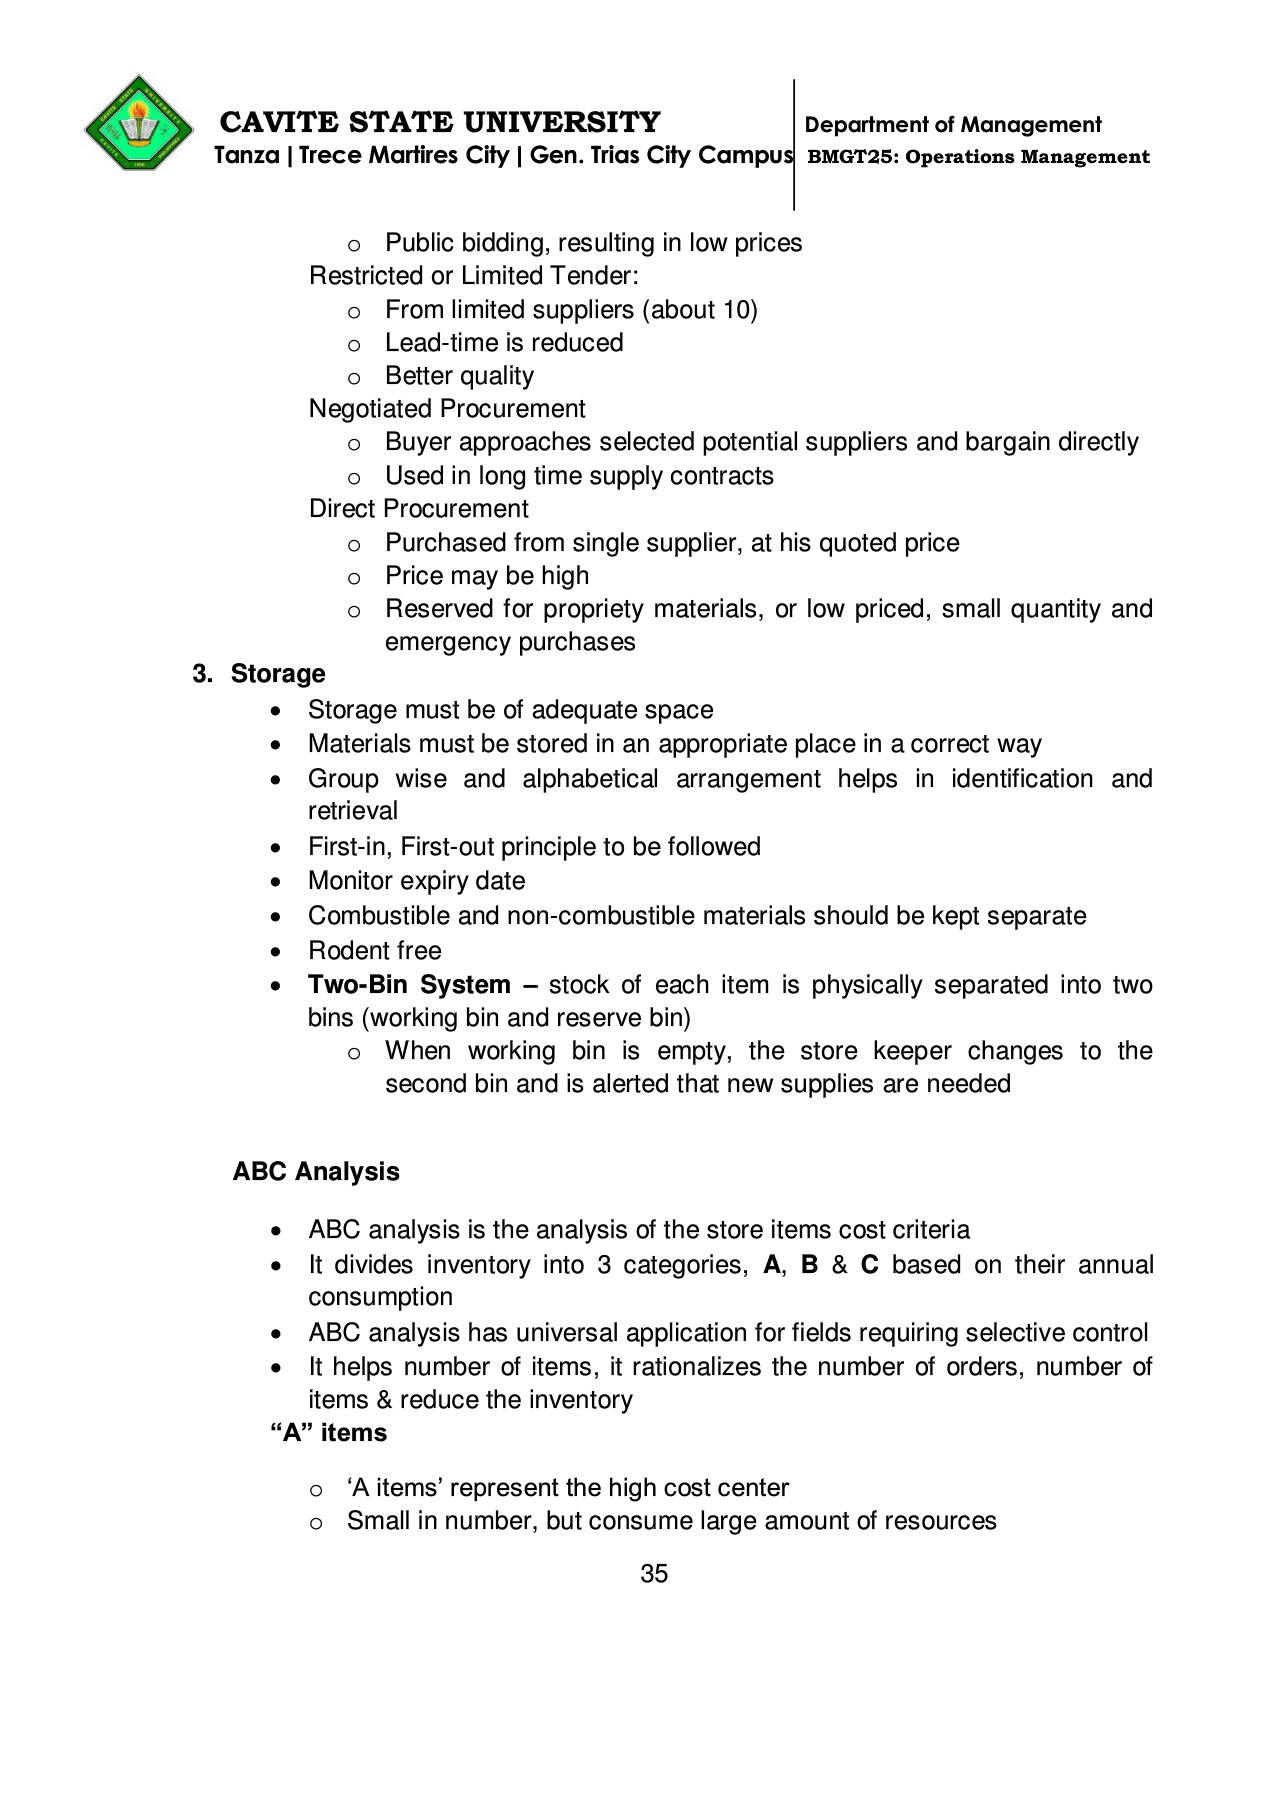 CAVITE STATE UNIVERSITY
Tanza | Trece Martires City | Gen. Trias City Campus
Department of Management
BMGT25: Operations Management
o Public bidding, resulting in low prices
Restricted or Limited Tender:
o From limited suppliers (about 10)
o Lead-time is reduced
o Better quality
Negotiated Procurement
o Buyer approaches selected potential suppliers and bargain directly
o Used in long time supply contracts
Direct Procurement
o Purchased from single supplier, at his quoted price
o Price may be high
o Reserved for propriety materials, or low priced, small quantity and
emergency purchases
3. Storage
• Storage must be of adequate space
• Materials must be stored in an appropriate place in a correct way
• Group wise and alphabetical arrangement helps in identification and
retrieval
• First-in, First-out principle to be followed
• Monitor expiry date
• Combustible and non-combustible materials should be kept separate
• Rodent free
• Two-Bin System – stock of each item is physically separated into two
bins (working bin and reserve bin)
o When working bin is empty, the store keeper changes to the
second bin and is alerted that new supplies are needed
ABC Analysis
• ABC analysis is the analysis of the store items cost criteria
• It divides inventory into 3 categories, A, B & C based on their annual
consumption
• ABC analysis has universal application for fields requiring selective control
• It helps number of items, it rationalizes the number of orders, number of
items & reduce the inventory
“A” items
o ‘A items’ represent the high cost center
o Small in number, but consume large amount of resources
35